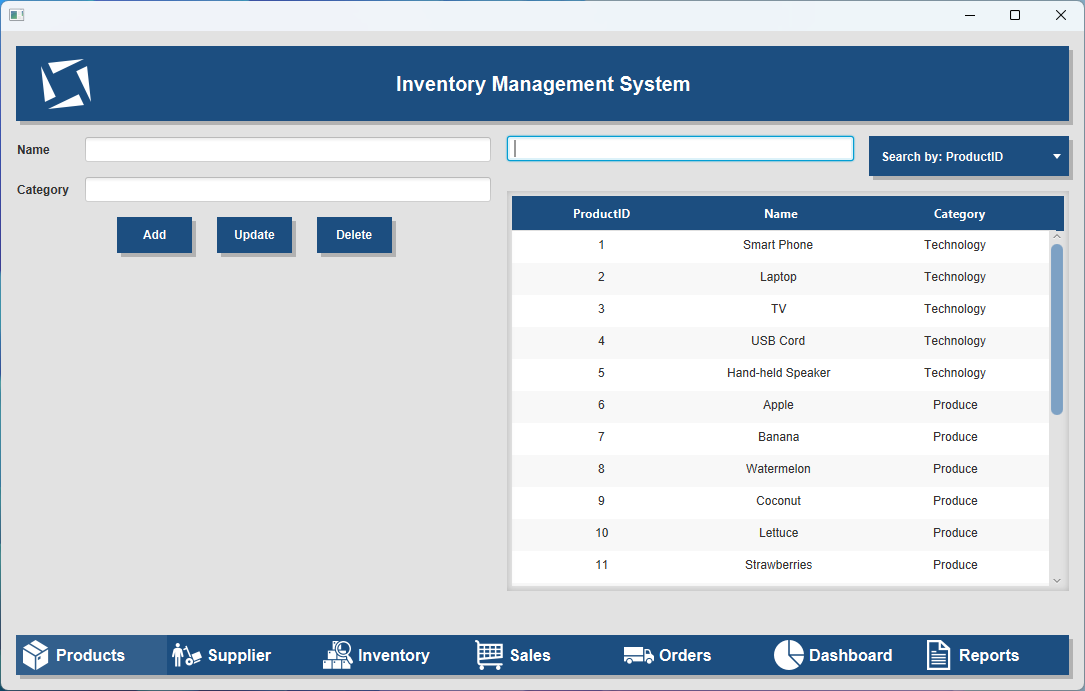 Inventory Management System
Name
Category
Add Update Delete
Search by: ProductID
ProductID Name Category
1 Smart Phone Technology
2 Laptop Technology
3 TV Technology
4 USB Cord Technology
5 Hand-held Speaker Technology
6 Apple Produce
7 Banana Produce
8 Watermelon Produce
9 Coconut Produce
10 Lettuce Produce
11 Strawberries Produce
Products Supplier Inventory Sales Orders Dashboard Reports